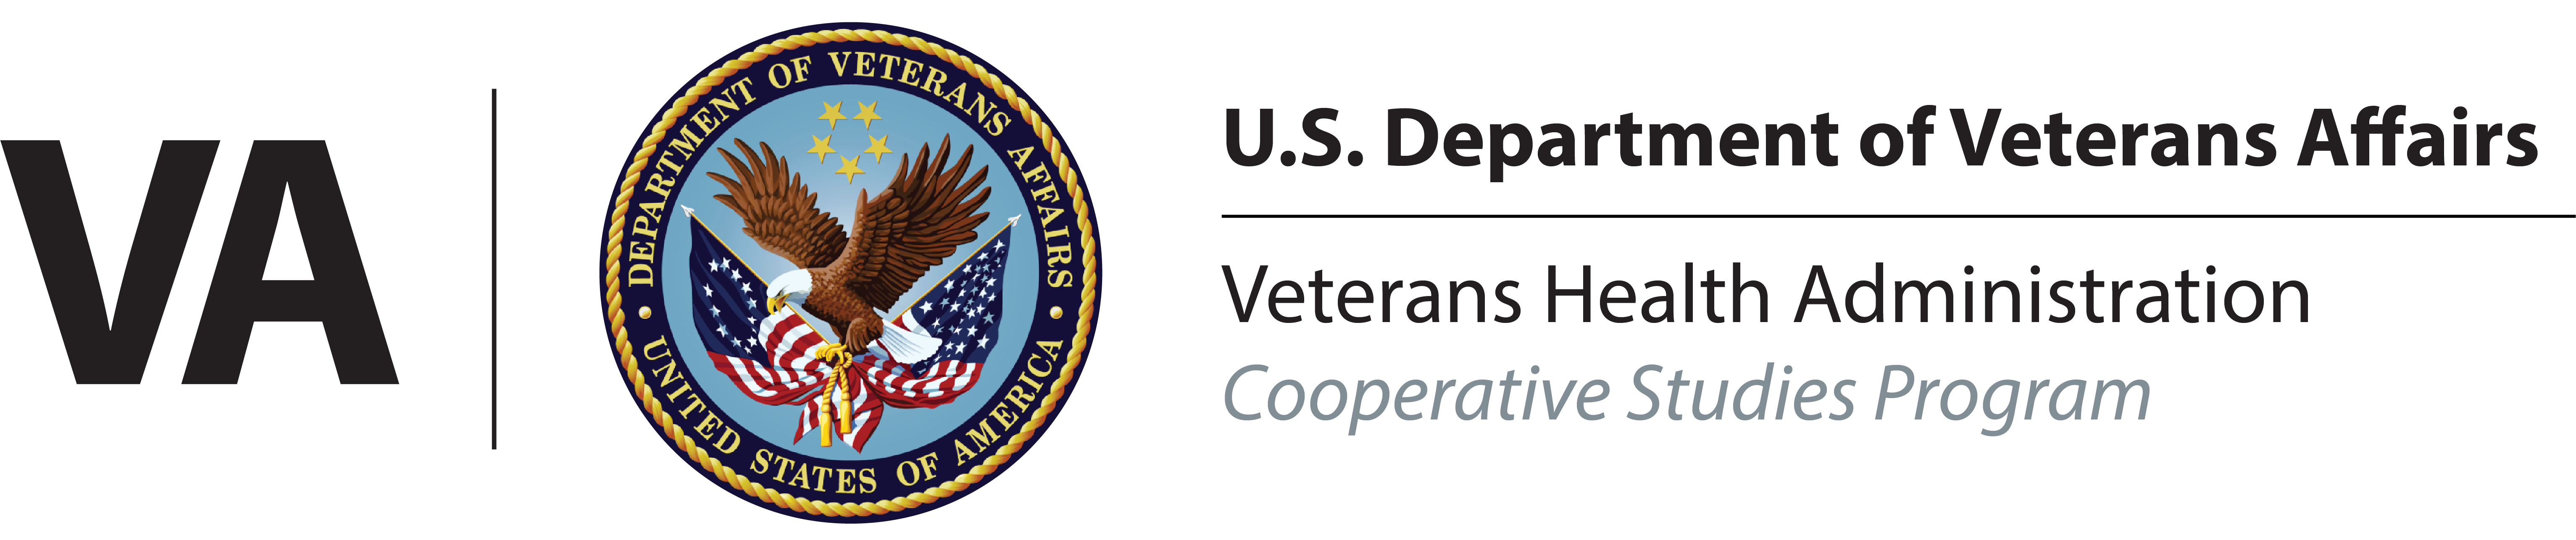 VA
DEPARTMENT OF VETERANS AFFAIRS
UNITED STATES OF AMERICA
U.S. Department of Veterans Affairs
Veterans Health Administration
Cooperative Studies Program